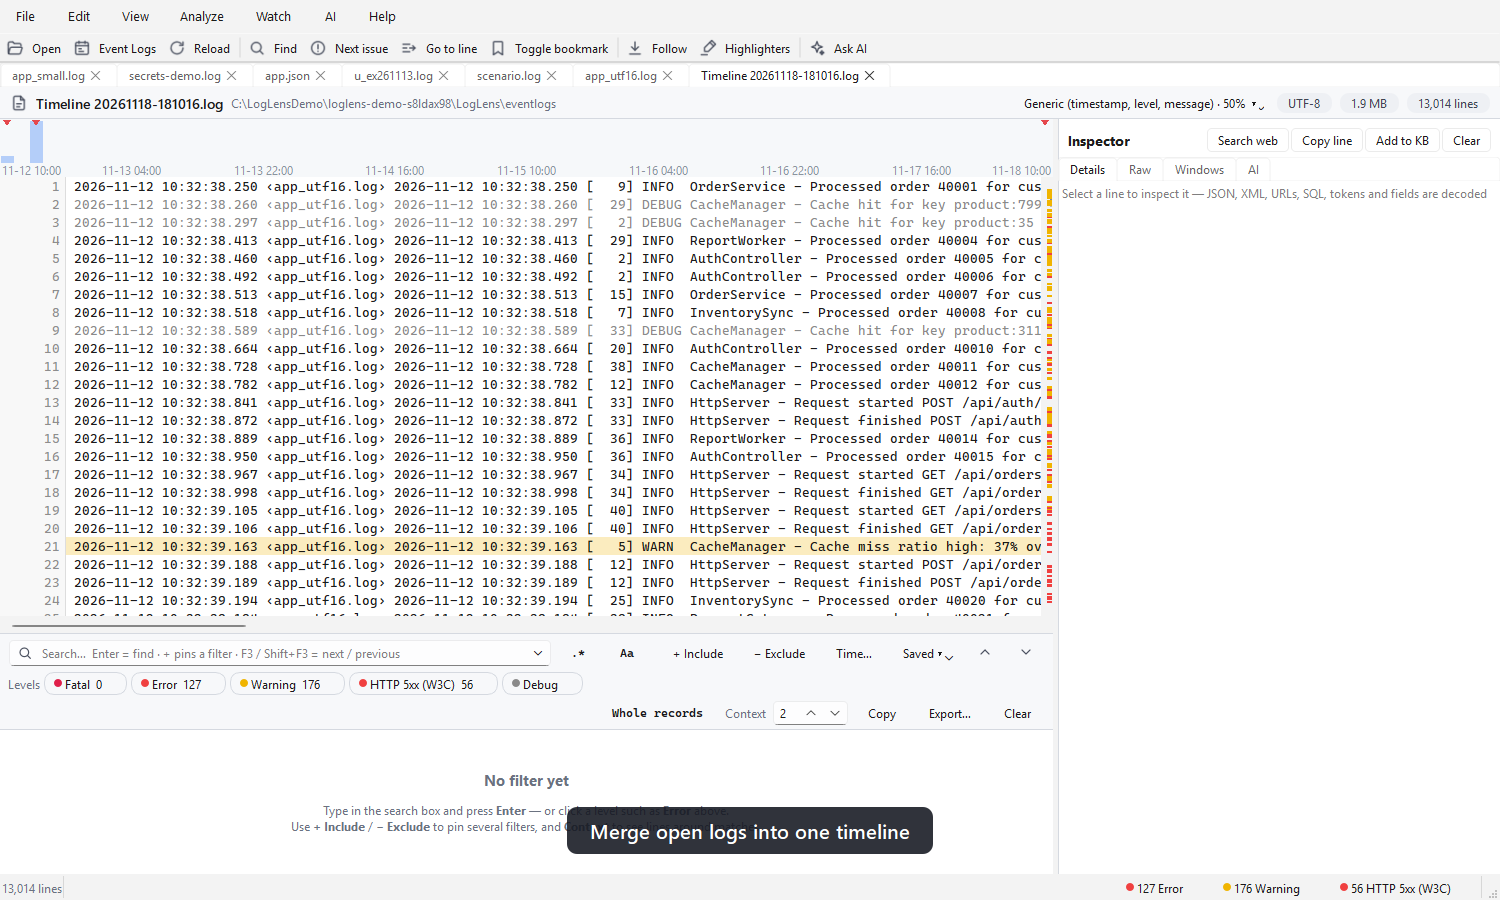 File Edit View Analyze Watch AI Help
Open Event Logs Reload Find Next issue Go to line Toggle bookmark Follow Highlighters Ask AI
app_small.log secrets-demo.log app.json u_ex261113.log scenario.log app_utf16.log Timeline 20261118-181016.log
Timeline 20261118-181016.log C:\LogLensDemo\loglens-demo-s8ldax98\LogLens\eventlogs Generic (timestamp, level, message) · 50% UTF-8 1.9 MB 13,014 lines
11-12 10:00 11-13 04:00 11-13 22:00 11-14 16:00 11-15 10:00 11-16 04:00 11-16 22:00 11-17 16:00 11-18 10:00
1 2026-11-12 10:32:38.250 ‹app_utf16.log› 2026-11-12 10:32:38.250 [ 9] INFO OrderService – Processed order 40001 for cus
2 2026-11-12 10:32:38.260 ‹app_utf16.log› 2026-11-12 10:32:38.260 [ 29] DEBUG CacheManager – Cache hit for key product:799
3 2026-11-12 10:32:38.297 ‹app_utf16.log› 2026-11-12 10:32:38.297 [ 2] DEBUG CacheManager – Cache hit for key product:35
4 2026-11-12 10:32:38.413 ‹app_utf16.log› 2026-11-12 10:32:38.413 [ 29] INFO ReportWorker – Processed order 40004 for cus
5 2026-11-12 10:32:38.460 ‹app_utf16.log› 2026-11-12 10:32:38.460 [ 2] INFO AuthController – Processed order 40005 for c
6 2026-11-12 10:32:38.492 ‹app_utf16.log› 2026-11-12 10:32:38.492 [ 2] INFO AuthController – Processed order 40006 for c
7 2026-11-12 10:32:38.513 ‹app_utf16.log› 2026-11-12 10:32:38.513 [ 15] INFO OrderService – Processed order 40007 for cus
8 2026-11-12 10:32:38.518 ‹app_utf16.log› 2026-11-12 10:32:38.518 [ 7] INFO InventorySync – Processed order 40008 for cu
9 2026-11-12 10:32:38.589 ‹app_utf16.log› 2026-11-12 10:32:38.589 [ 33] DEBUG CacheManager – Cache hit for key product:311
10 2026-11-12 10:32:38.664 ‹app_utf16.log› 2026-11-12 10:32:38.664 [ 20] INFO AuthController – Processed order 40010 for c
11 2026-11-12 10:32:38.728 ‹app_utf16.log› 2026-11-12 10:32:38.728 [ 38] INFO CacheManager – Processed order 40011 for cus
12 2026-11-12 10:32:38.782 ‹app_utf16.log› 2026-11-12 10:32:38.782 [ 12] INFO CacheManager – Processed order 40012 for cus
13 2026-11-12 10:32:38.841 ‹app_utf16.log› 2026-11-12 10:32:38.841 [ 33] INFO HttpServer – Request started POST /api/auth/
14 2026-11-12 10:32:38.872 ‹app_utf16.log› 2026-11-12 10:32:38.872 [ 33] INFO HttpServer – Request finished POST /api/auth
15 2026-11-12 10:32:38.889 ‹app_utf16.log› 2026-11-12 10:32:38.889 [ 36] INFO ReportWorker – Processed order 40014 for cus
16 2026-11-12 10:32:38.950 ‹app_utf16.log› 2026-11-12 10:32:38.950 [ 36] INFO AuthController – Processed order 40015 for c
17 2026-11-12 10:32:38.967 ‹app_utf16.log› 2026-11-12 10:32:38.967 [ 34] INFO HttpServer – Request started GET /api/orders
18 2026-11-12 10:32:38.998 ‹app_utf16.log› 2026-11-12 10:32:38.998 [ 34] INFO HttpServer – Request finished GET /api/order
19 2026-11-12 10:32:39.105 ‹app_utf16.log› 2026-11-12 10:32:39.105 [ 40] INFO HttpServer – Request started GET /api/orders
20 2026-11-12 10:32:39.106 ‹app_utf16.log› 2026-11-12 10:32:39.106 [ 40] INFO HttpServer – Request finished GET /api/order
21 2026-11-12 10:32:39.163 ‹app_utf16.log› 2026-11-12 10:32:39.163 [ 5] WARN CacheManager – Cache miss ratio high: 37% ov
22 2026-11-12 10:32:39.188 ‹app_utf16.log› 2026-11-12 10:32:39.188 [ 12] INFO HttpServer – Request started POST /api/order
23 2026-11-12 10:32:39.189 ‹app_utf16.log› 2026-11-12 10:32:39.189 [ 12] INFO HttpServer – Request finished POST /api/orde
24 2026-11-12 10:32:39.194 ‹app_utf16.log› 2026-11-12 10:32:39.194 [ 25] INFO InventorySync – Processed order 40020 for cu
Search... Enter = find · + pins a filter · F3 / Shift+F3 = next / previous .* Aa + Include – Exclude Time... Saved
Levels Fatal 0 Error 127 Warning 176 HTTP 5xx (W3C) 56 Debug
Whole records Context 2 Copy Export... Clear
No filter yet
Type in the search box and press Enter — or click a level such as Error above.
Use + Include / – Exclude to pin several filters, and
Merge open logs into one timeline
Inspector Search web Copy line Add to KB Clear
Details Raw Windows AI
Select a line to inspect it — JSON, XML, URLs, SQL, tokens and fields are decoded
13,014 lines 127 Error 176 Warning 56 HTTP 5xx (W3C)